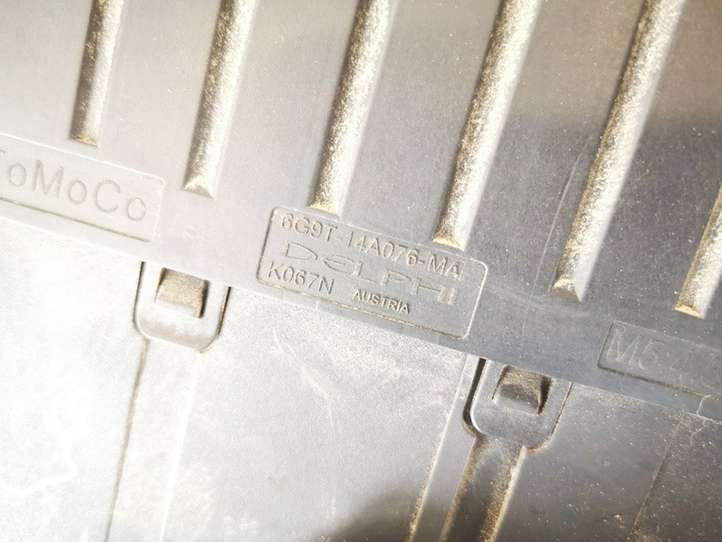 FoMoCo
6G9T-14A076-MA
DELPHI
K067N AUSTRIA